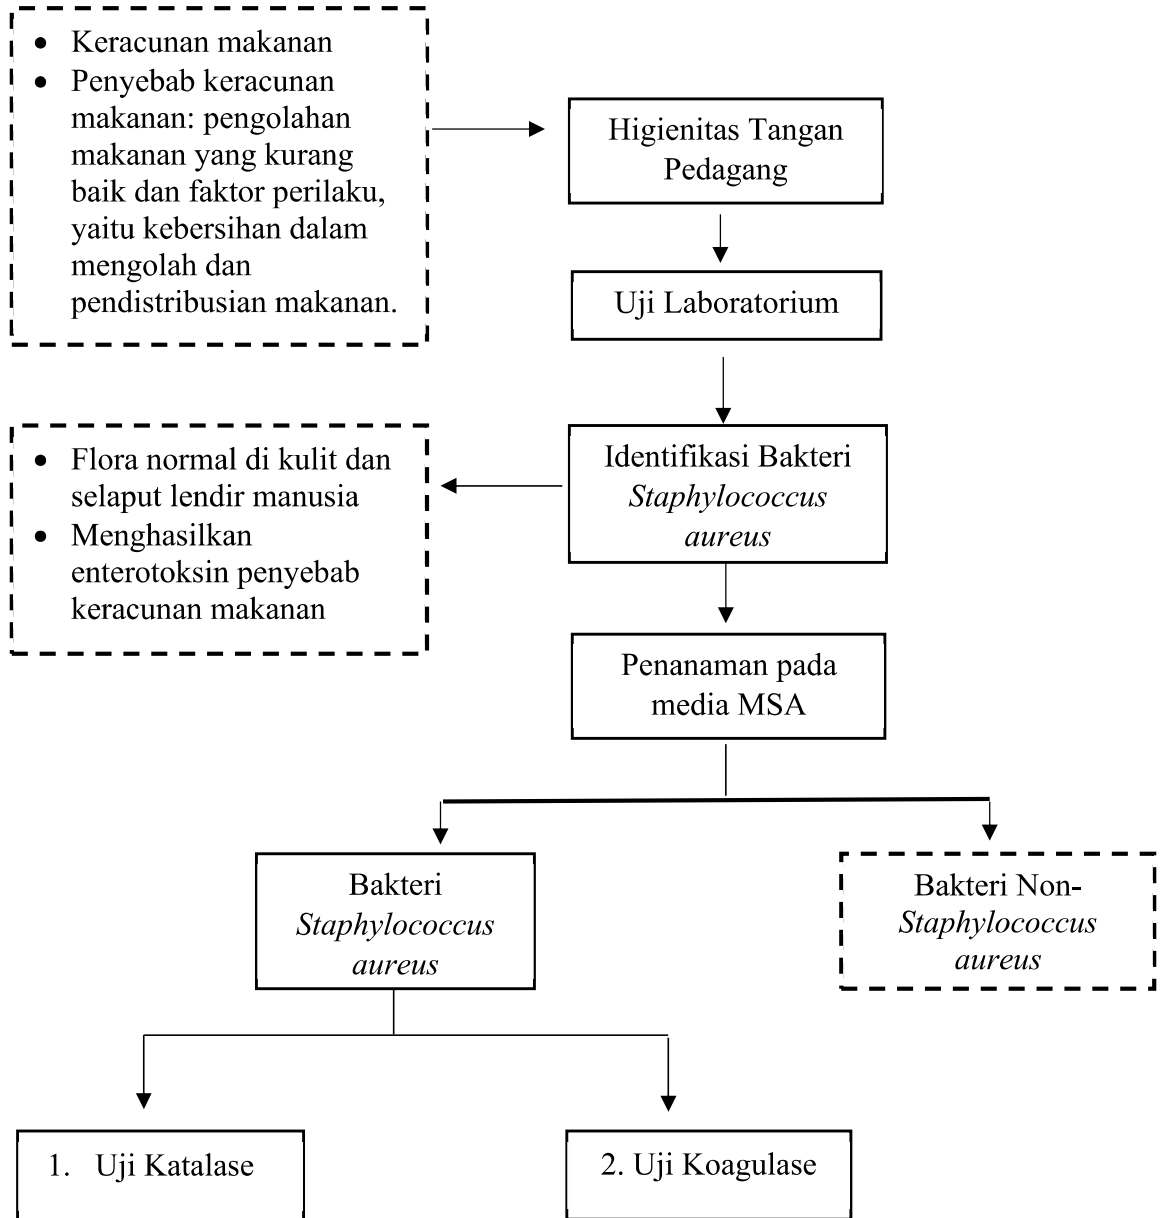 • Keracunan makanan
• Penyebab keracunan
makanan: pengolahan
makanan yang kurang
baik dan faktor perilaku,
yaitu kebersihan dalam
mengolah dan
pendistribusian makanan.
Higienitas Tangan
Pedagang
Uji Laboratorium
Identifikasi Bakteri
Staphylococcus
aureus
• Flora normal di kulit dan
selaput lendir manusia
• Menghasilkan
enterotoksin penyebab
keracunan makanan
Penanaman pada
media MSA
Bakteri
Staphylococcus
aureus
Bakteri Non-
Staphylococcus
aureus
1. Uji Katalase
2. Uji Koagulase